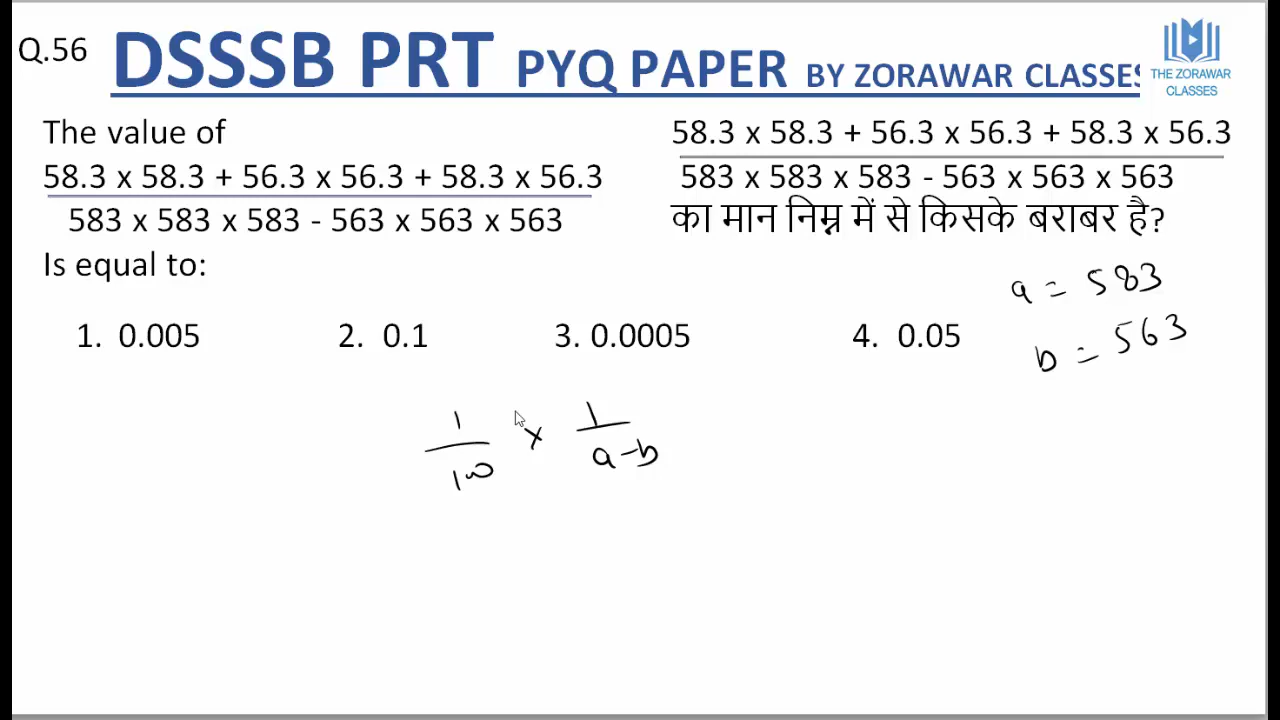 Q.56
DSSSB PRT PYQ PAPER BY ZORAWAR CLASSES
THE ZORAWAR
CLASSES
The value of
58.3 x 58.3 + 56.3 x 56.3 + 58.3 x 56.3
583 x 583 x 583 - 563 x 563 x 563
Is equal to:
58.3 x 58.3 + 56.3 x 56.3 + 58.3 x 56.3
583 x 583 x 583 - 563 x 563 x 563
का मान निम्न में से किसके बराबर है?
a = 583
b = 563
1. 0.005 2. 0.1 3. 0.0005 4. 0.05
1 x 1
100 a-b